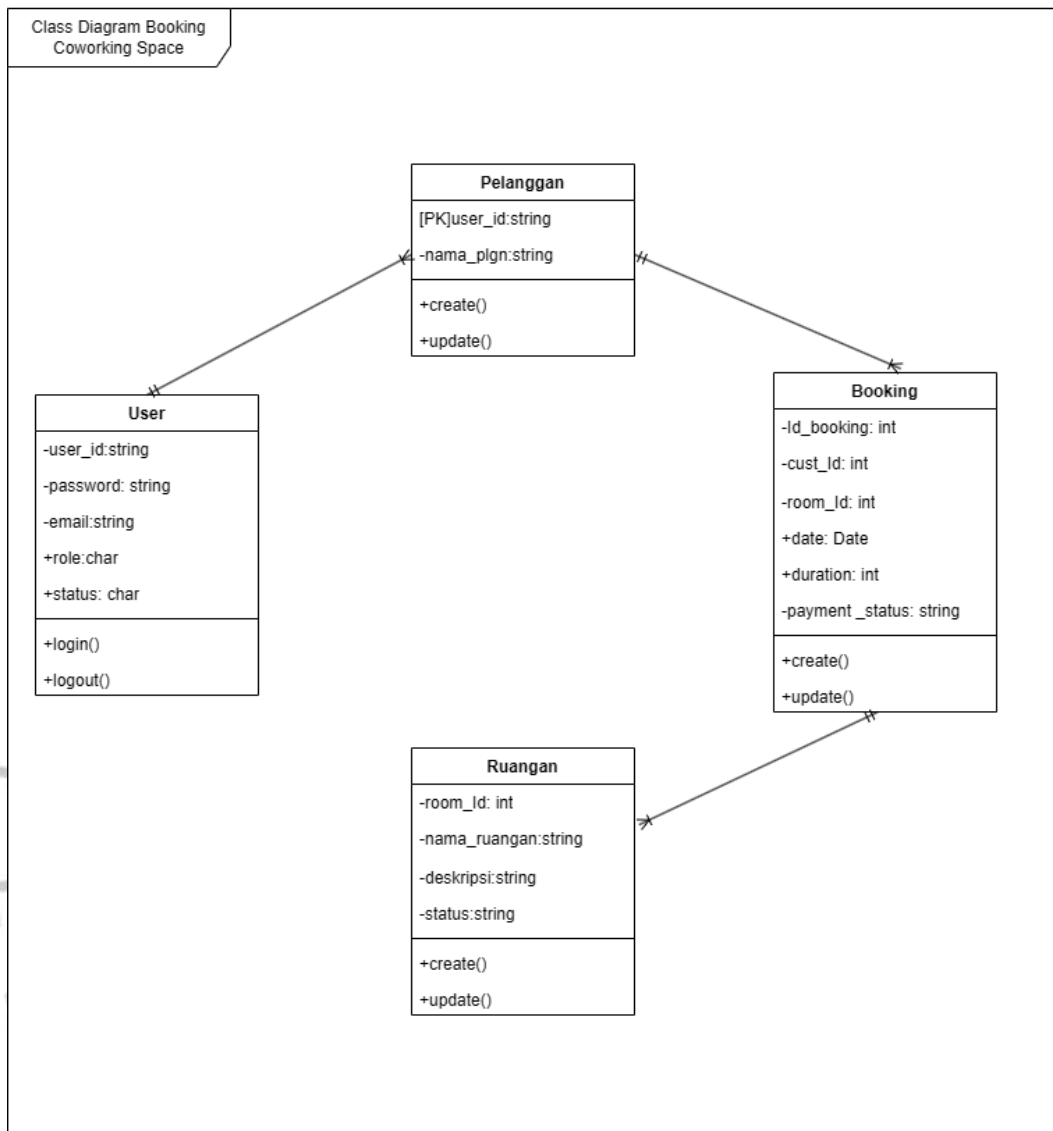 Class Diagram Booking
Coworking Space
Pelanggan
[PK]user_id:string
-nama_plgn:string
+create()
+update()
User
-user_id:string
-password: string
-email:string
+role:char
+status: char
+login()
+logout()
Booking
-Id_booking: int
-cust_Id: int
-room_Id: int
+date: Date
+duration: int
-payment _status: string
+create()
+update()
Ruangan
-room_Id: int
-nama_ruangan:string
-deskripsi:string
-status:string
+create()
+update()